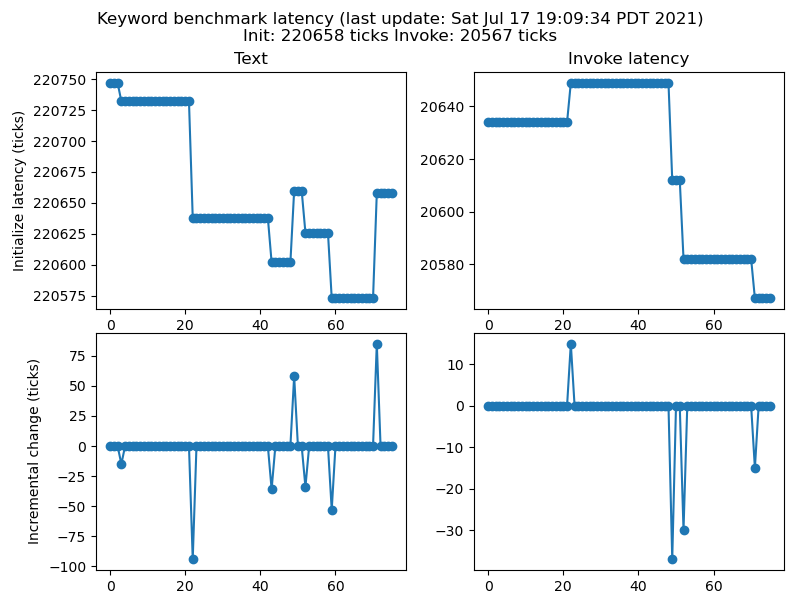 Keyword benchmark latency (last update: Sat Jul 17 19:09:34 PDT 2021)
Init: 220658 ticks Invoke: 20567 ticks
Text
Initialize latency (ticks)
220750
220725
220700
220675
220650
220625
220600
220575
0 20 40 60
Invoke latency
20640
20620
20600
20580
0 20 40 60
Incremental change (ticks)
75
50
25
0
−25
−50
−75
−100
0 20 40 60
10
0
−10
−20
−30
0 20 40 60